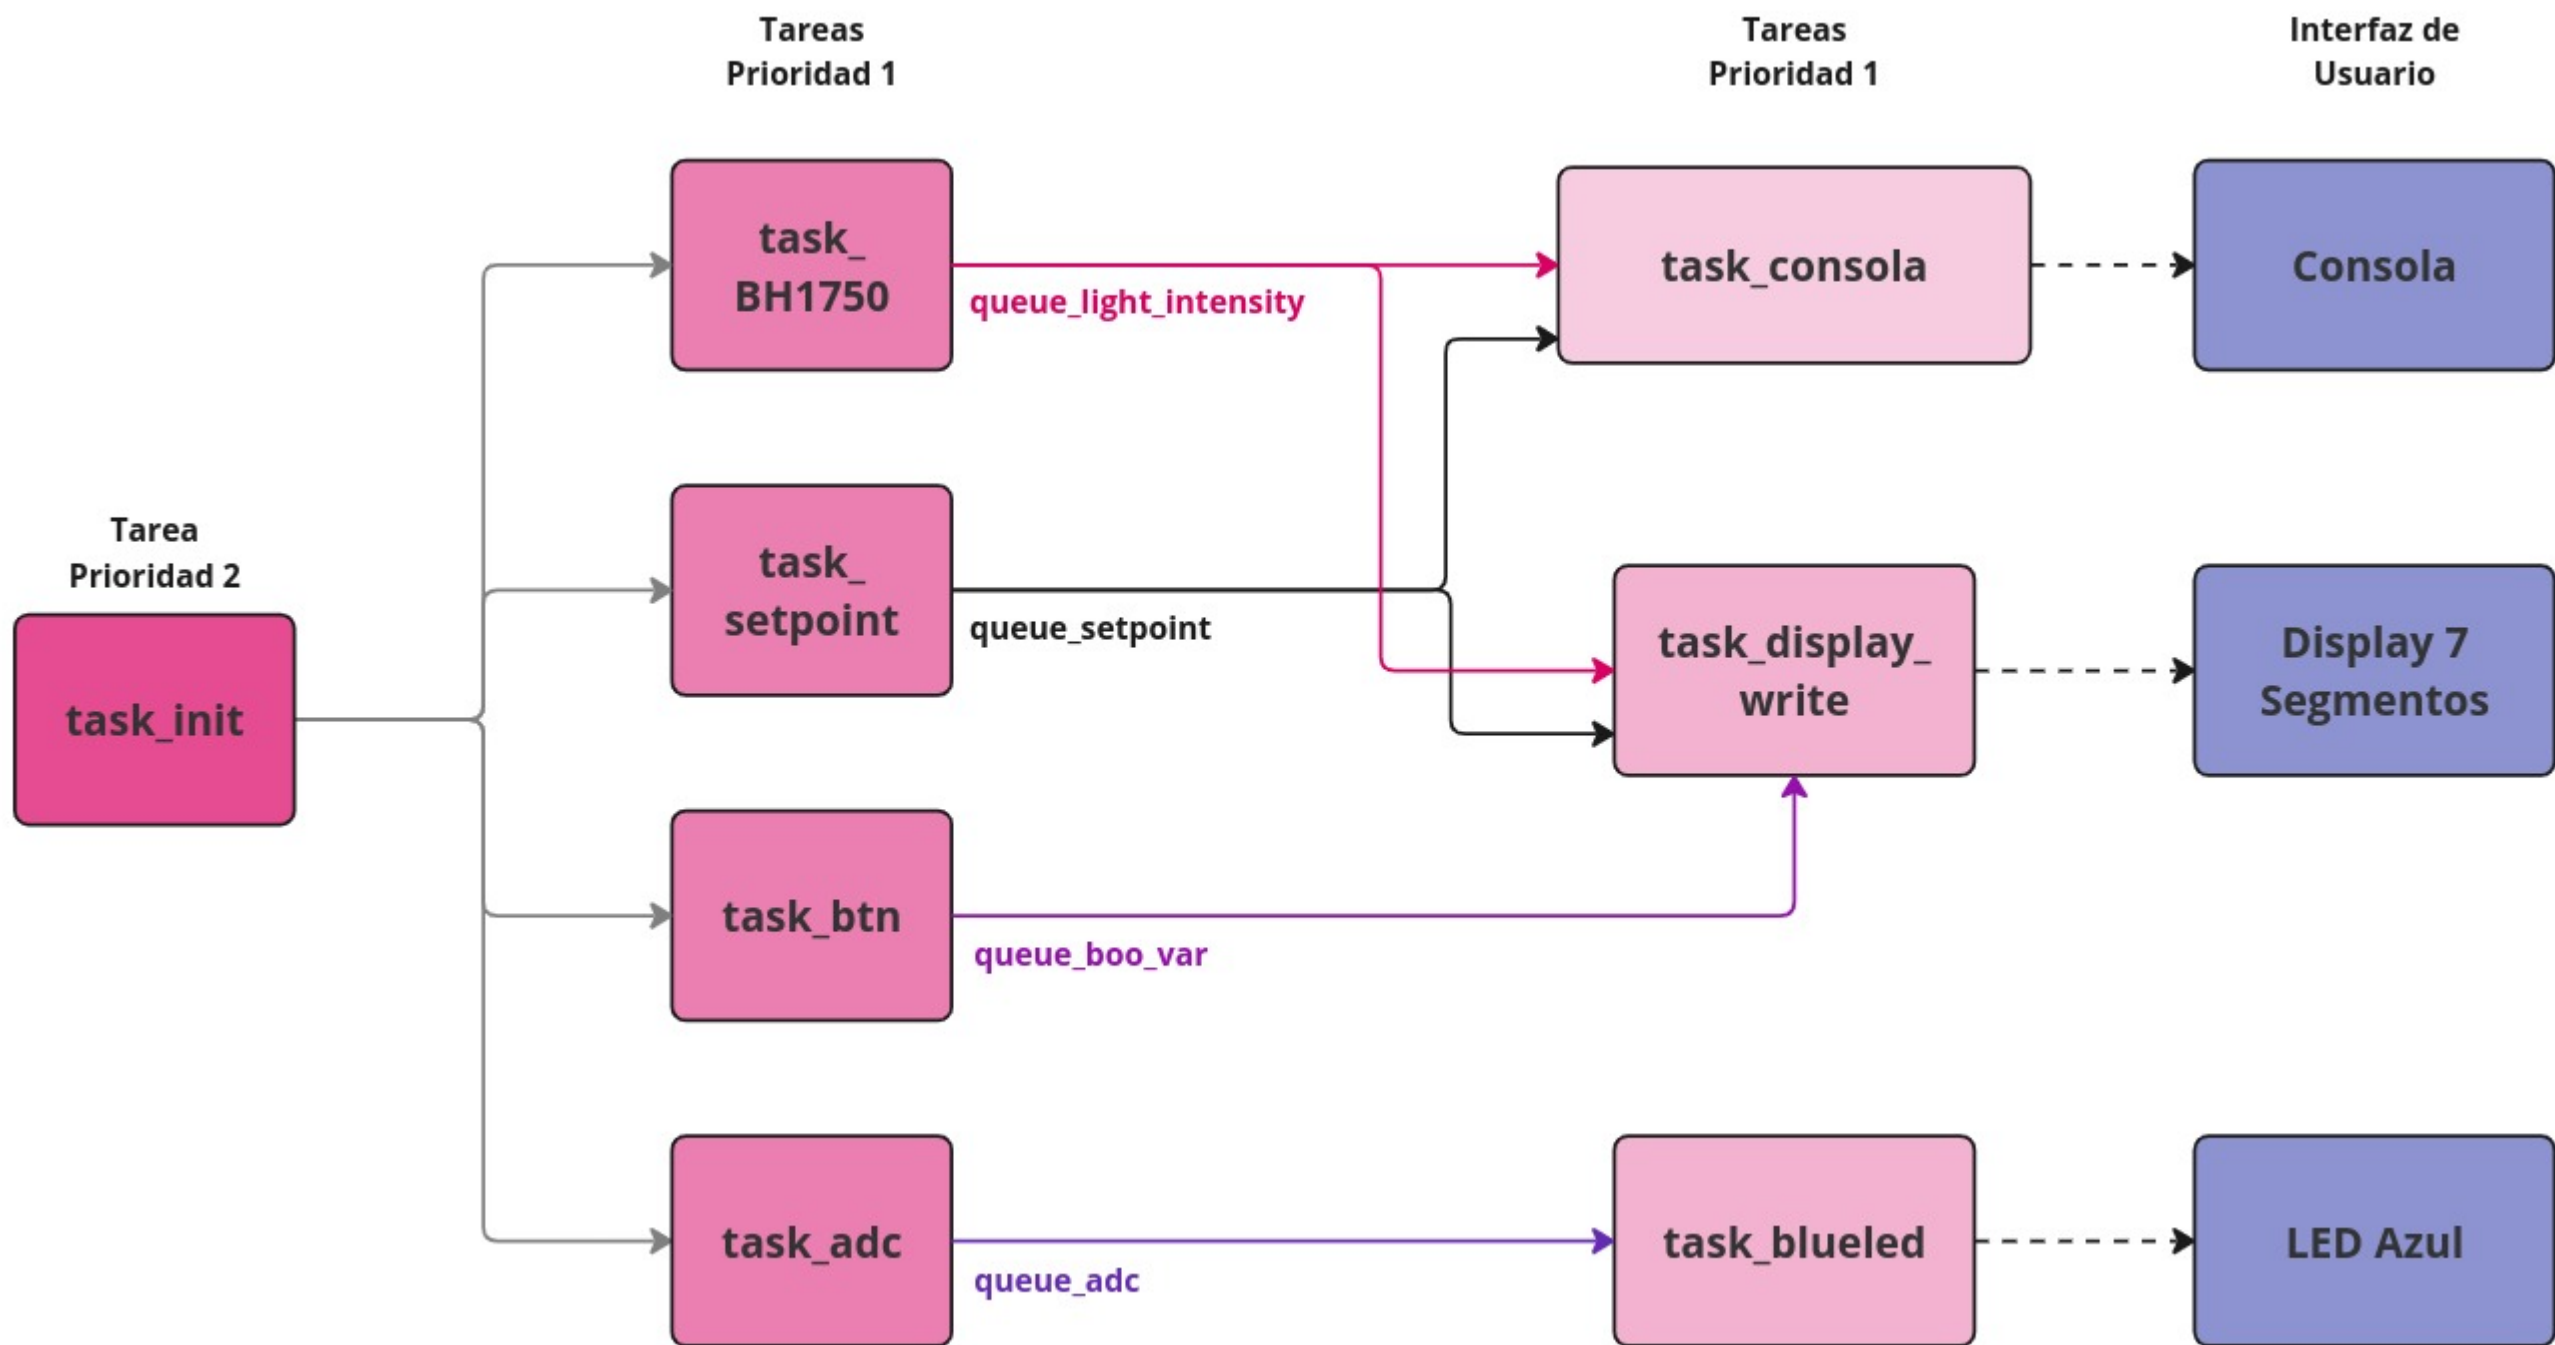 Tareas
Prioridad 1
Tareas
Prioridad 1
Interfaz de
Usuario
task_
BH1750
queue_light_intensity
task_consola
Consola
Tarea
Prioridad 2
task_init
task_
setpoint
queue_setpoint
task_display_
write
Display 7
Segmentos
task_btn
queue_boo_var
task_adc
queue_adc
task_blueled
LED Azul